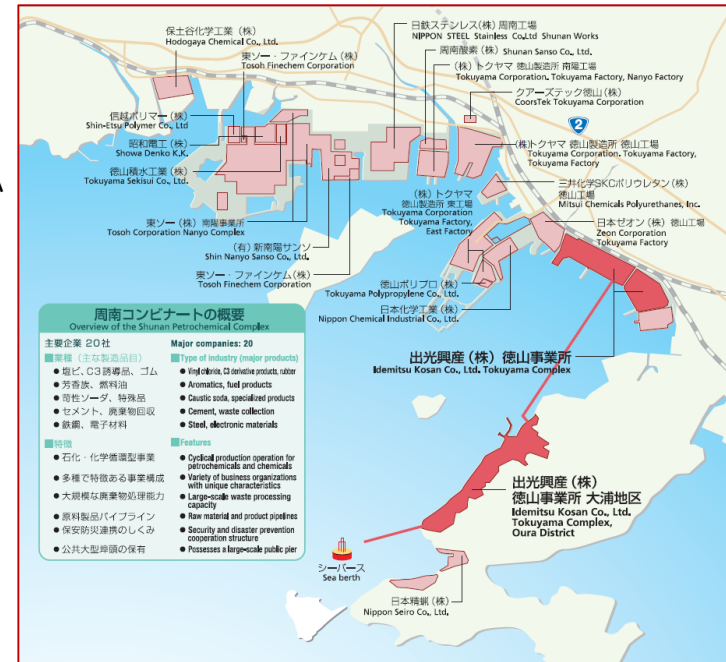 保土谷化学工業（株）
Hodogaya Chemical Co., Ltd.
東ソー・ファインケム（株）
Tosoh Finechem Corporation
日鉄ステンレス(株) 周南工場
NIPPON STEEL Stainless Co,Ltd Shunan Works
周南酸素（株）Shunan Sanso Co., Ltd.
（株）トクヤマ 徳山製造所 南陽工場
Tokuyama Corporation. Tokuyama Factory, Nanyo Factory
クアーズテック徳山（株）
CoorsTek Tokuyama Corporation
2
信越ポリマー（株）
Shin-Etsu Polymer Co., Ltd
昭和電工（株）
Showa Denko K.K.
徳山積水工業（株）
Tokuyama Sekisui Co., Ltd.
(株)トクヤマ 徳山製造所 徳山工場
Tokuyama Corporation. Tokuyama Factory,
Tokuyama Factory
三井化学SKCポリウレタン（株）
徳山工場
Mitsui Chemicals Polyurethanes, Inc.
（株）トクヤマ
徳山製造所 東工場
Tokuyama Corporation
Tokuyama Factory,
East Factory
日本ゼオン（株）徳山工場
Zeon Corporation
Tokuyama Factory
東ソー（株）南陽事業所
Tosoh Corporation Nanyo Complex
（有）新南陽サンソ
Shin Nanyo Sanso Co., Ltd.
東ソー・ファインケム（株）
Tosoh Finechem Corporation
徳山ポリプロ（株）
Tokuyama Polypropylene Co., Ltd.
日本化学工業（株）
Nippon Chemical Industrial Co., Ltd.
出光興産（株）徳山事業所
Idemitsu Kosan Co., Ltd. Tokuyama Complex
周南コンビナートの概要
Overview of the Shunan Petrochemical Complex
主要企業 20社
Major companies: 20
■業種（主な製造品目）
■Type of industry (major products)
● 塩ビ、C3誘導品、ゴム
● Vinyl chloride, C3 derivative products, rubber
● 芳香族、燃料油
● Aromatics, fuel products
● 苛性ソーダ、特殊品
● Caustic soda, specialized products
● セメント、廃棄物回収
● Cement, waste collection
● 鉄鋼、電子材料
● Steel, electronic materials
■特徴
■Features
● 石化・化学循環型事業
● Cyclical production operation for
petrochemicals and chemicals
● 多種で特徴ある事業構成
● Variety of business organizations
with unique characteristics
● 大規模な廃棄物処理能力
● Large-scale waste processing
capacity
● 原料製品パイプライン
● Raw material and product pipelines
● 保安防災連携のしくみ
● Security and disaster prevention
cooperation structure
● 公共大型埠頭の保有
● Possesses a large-scale public pier
出光興産（株）
徳山事業所 大浦地区
Idemitsu Kosan Co., Ltd.
Tokuyama Complex,
Oura District
シーバース
Sea berth
日本精蝋（株）
Nippon Seiro Co., Ltd.